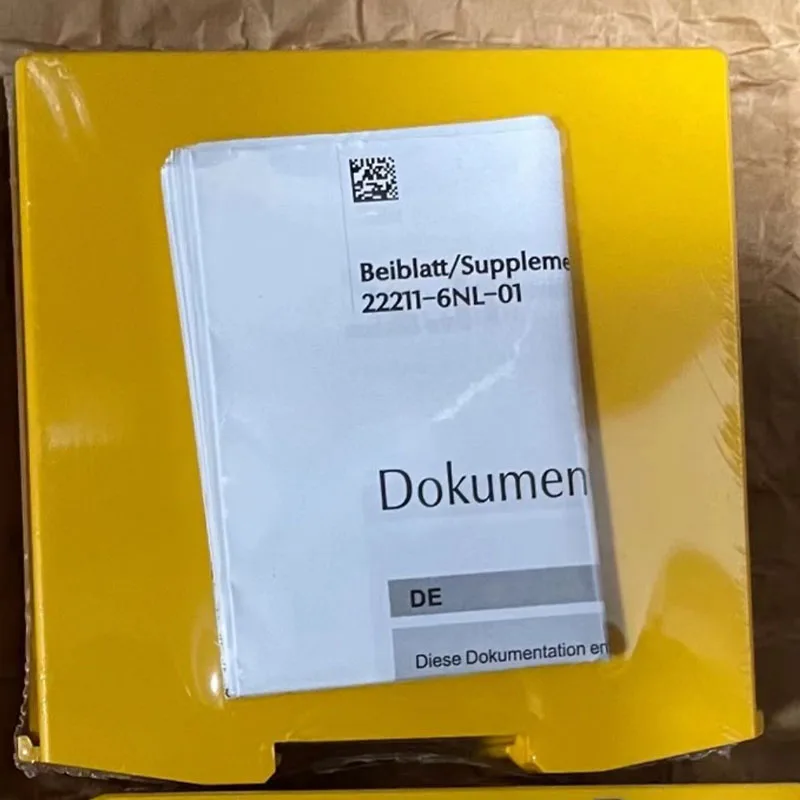 Beiblatt/Suppleme
22211-6NL-01
Dokumen
DE
Diese Dokumentation en